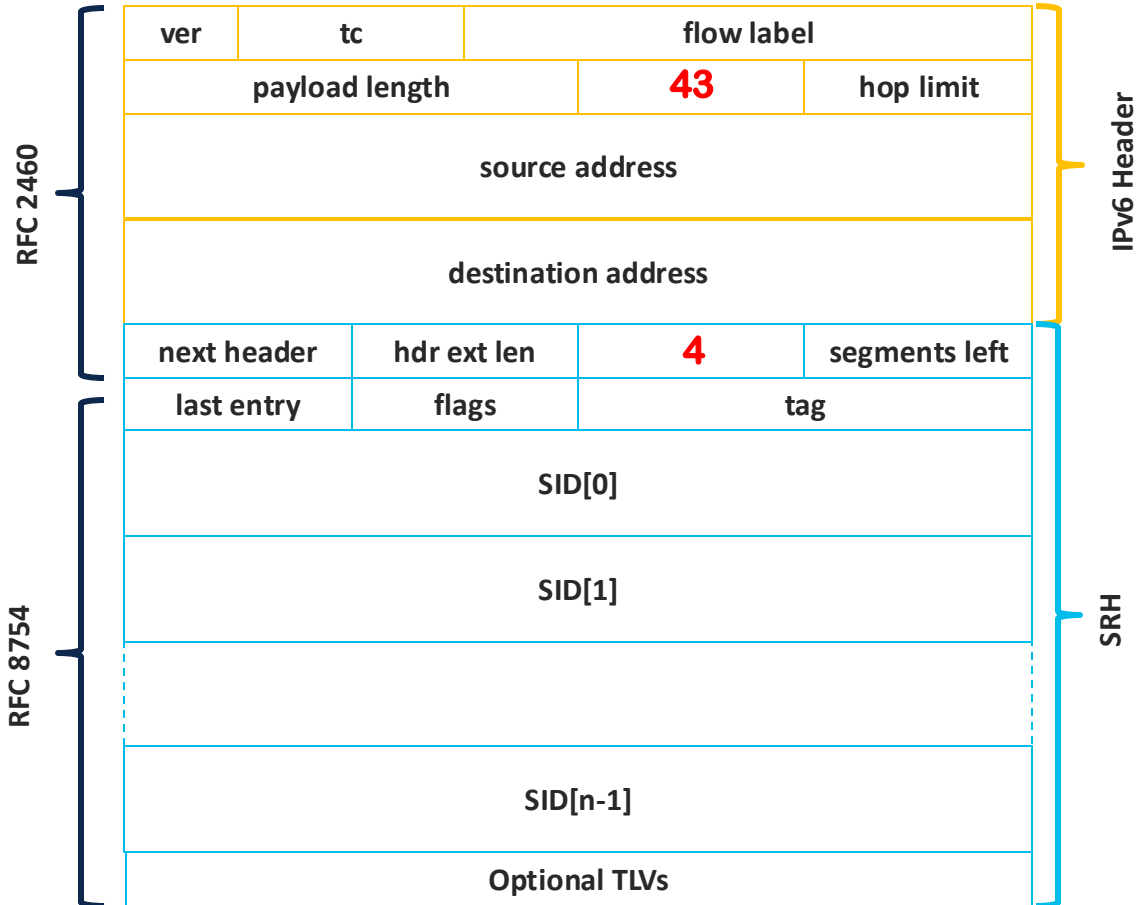 ver tc flow label
payload length 43 hop limit
source address
destination address
next header hdr ext len 4 segments left
last entry flags tag
SID[0]
SID[1]
SID[n-1]
Optional TLVs
RFC 2460
RFC 8754
IPv6 Header
SRH